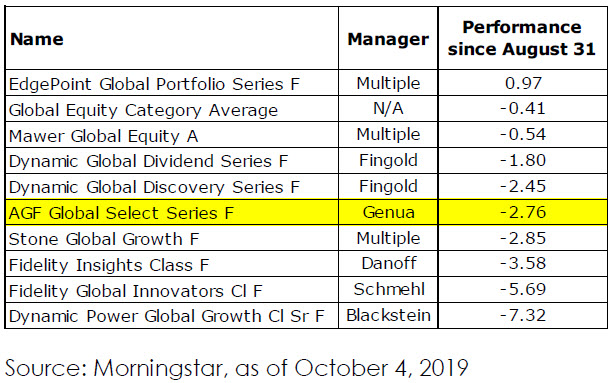 Name Manager Performance
since August 31
EdgePoint Global Portfolio Series F Multiple 0.97
Global Equity Category Average N/A -0.41
Mawer Global Equity A Multiple -0.54
Dynamic Global Dividend Series F Fingold -1.80
Dynamic Global Discovery Series F Fingold -2.45
AGF Global Select Series F Genua -2.76
Stone Global Growth F Multiple -2.85
Fidelity Insights Class F Danoff -3.58
Fidelity Global Innovators Cl F Schmehl -5.69
Dynamic Power Global Growth Cl Sr F Blackstein -7.32
Source: Morningstar, as of October 4, 2019